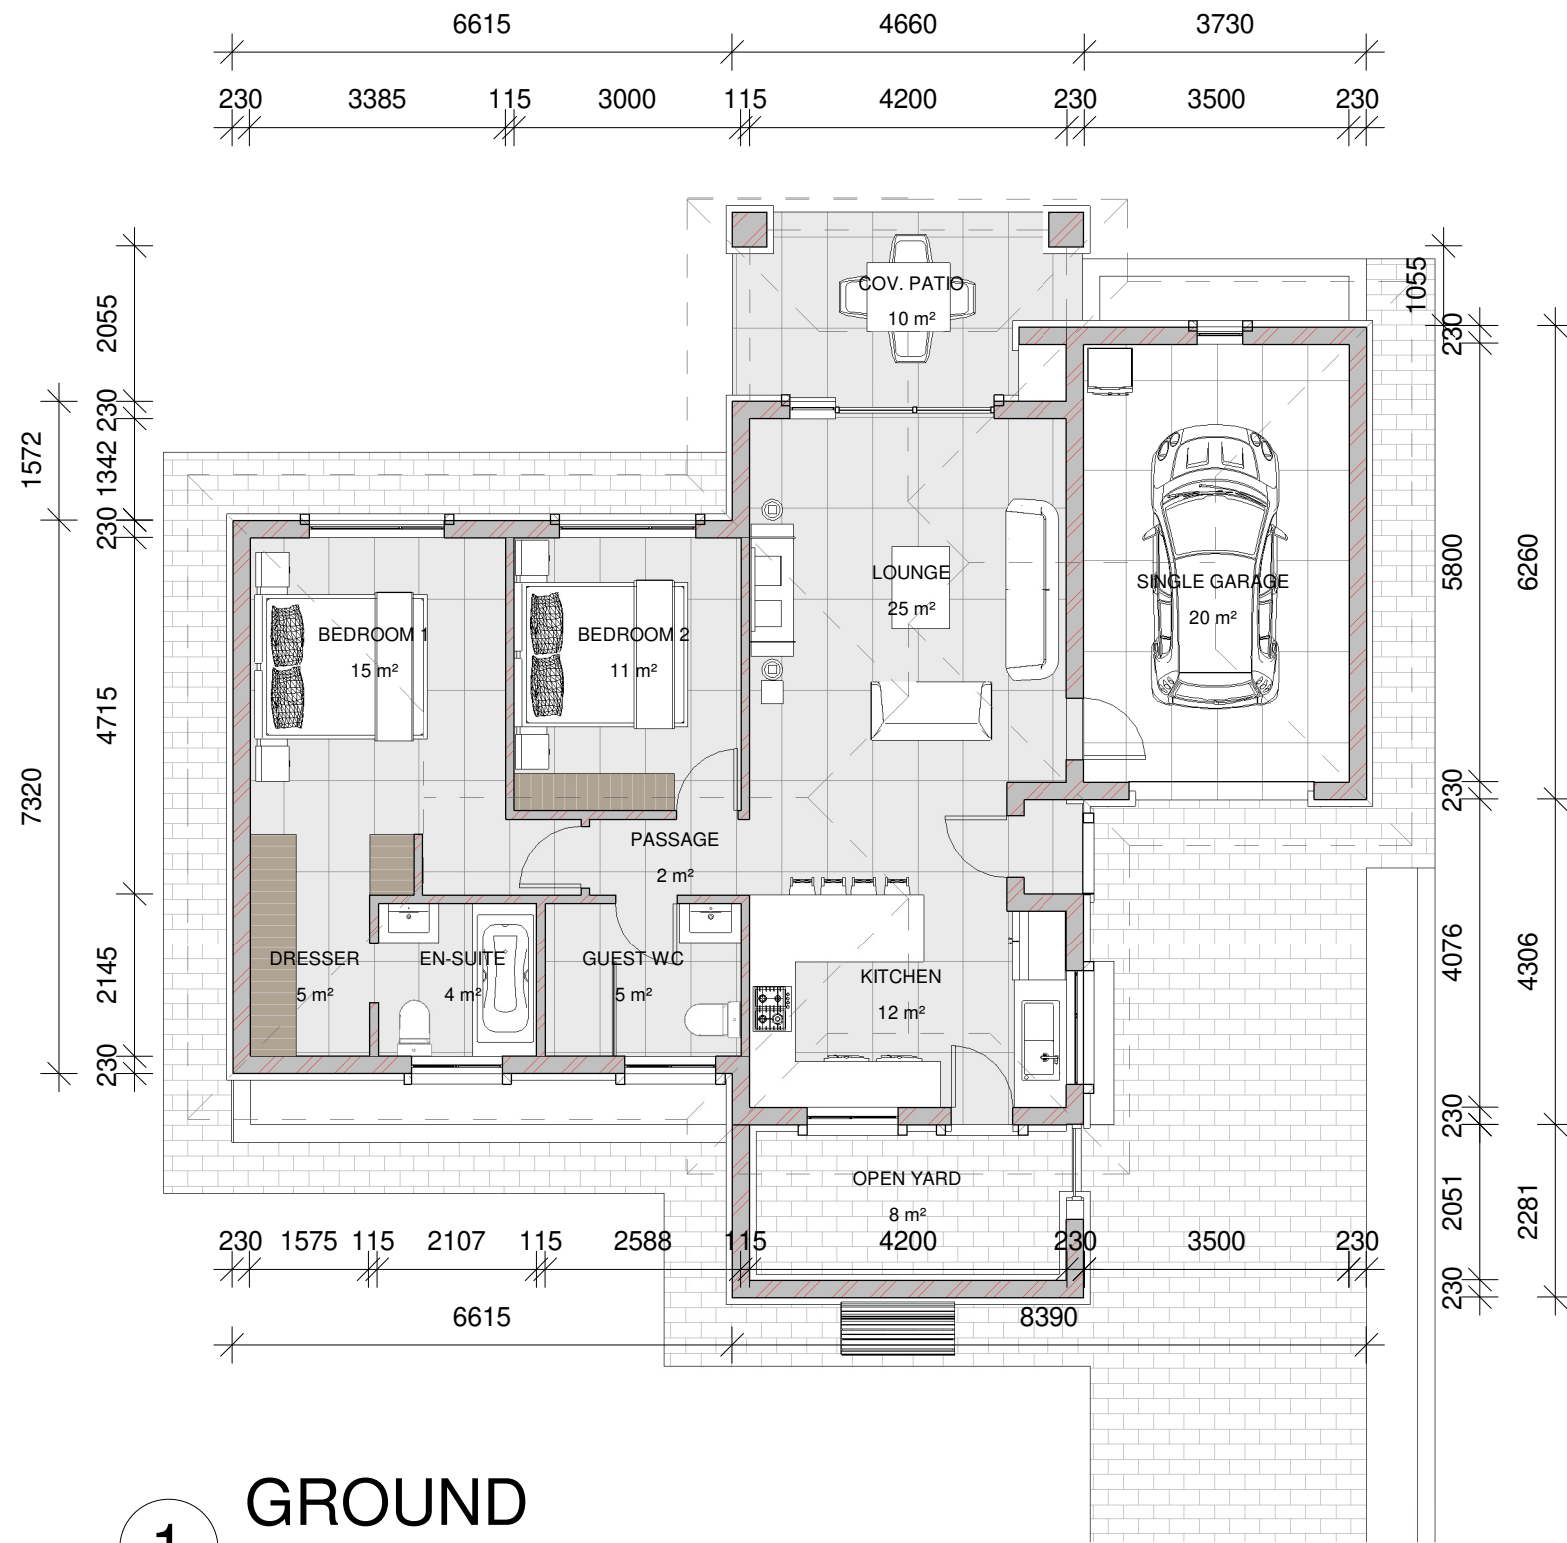 6615
4660
3730
230
3385
115
3000
115
4200
230
3500
230
COV. PATIO
10 m²
1055
2055
230
230
1572
1342
230
LOUNGE
25 m²
SINGLE GARAGE
20 m²
5800
6260
BEDROOM 1
15 m²
BEDROOM 2
11 m²
4715
7320
230
PASSAGE
2 m²
DRESSER
5 m²
EN-SUITE
4 m²
GUEST WC
5 m²
KITCHEN
12 m²
2145
4076
4306
230
230
OPEN YARD
8 m²
2051
2281
230
1575
115
2107
115
2588
115
4200
230
3500
230
230
6615
8390
GROUND
1